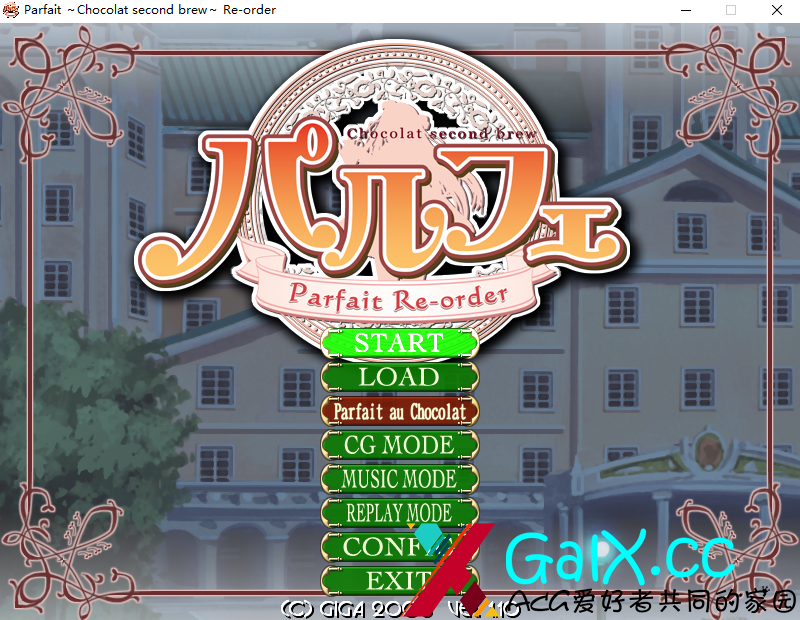 Parfait ~Chocolat second brew~ Re-order
Chocolat second brew
パルフェ
Parfait Re-order
START
LOAD
Parfait au Chocolat
CG MODE
MUSIC MODE
REPLAY MODE
EXIT
GalX.cc
(C) GIGA
ACG爱好者共同的家园